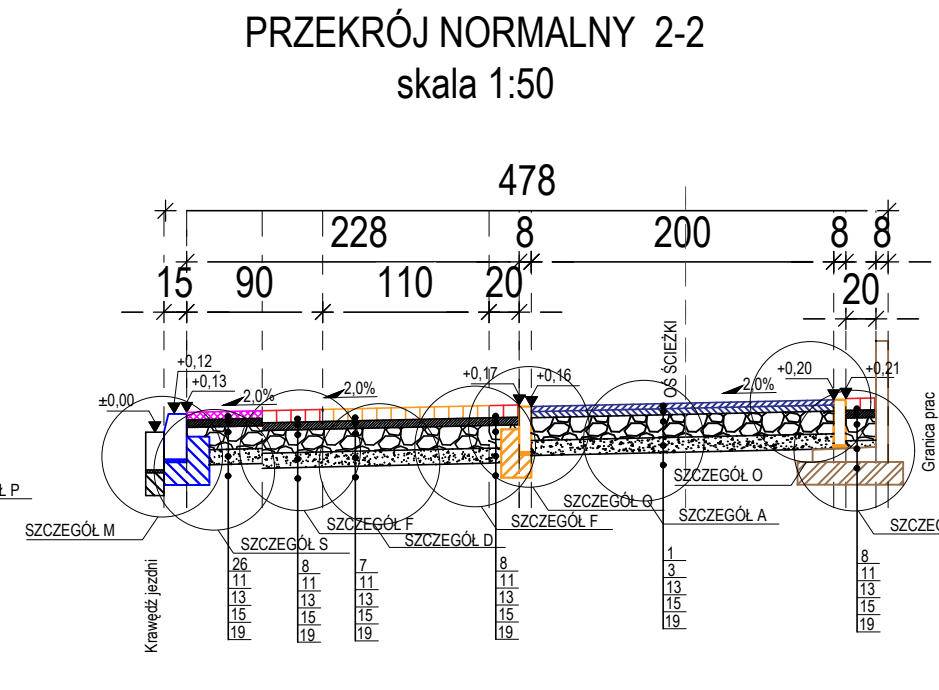 PRZEKRÓJ NORMALNY 2-2
skala 1:50
478
228 8 200 8 8
15 90 110 20 20
OŚ ŚCIEŻKI
+0,12
+0,13
±0,00
2,0%
2,0%
+0,17
+0,16
2,0%
+0,20
+0,21
Granica prac
Ł P
SZCZEGÓŁ M
SZCZEGÓŁ S
SZCZEGÓŁ F
SZCZEGÓŁ D
SZCZEGÓŁ F
SZCZEGÓŁ G
SZCZEGÓŁ A
SZCZEGÓŁ O
SZCZEG
Krawędź jezdni
26
11
13
15
19
8
11
13
15
19
7
11
13
15
19
8
11
13
15
19
1
3
13
15
19
8
11
13
15
19